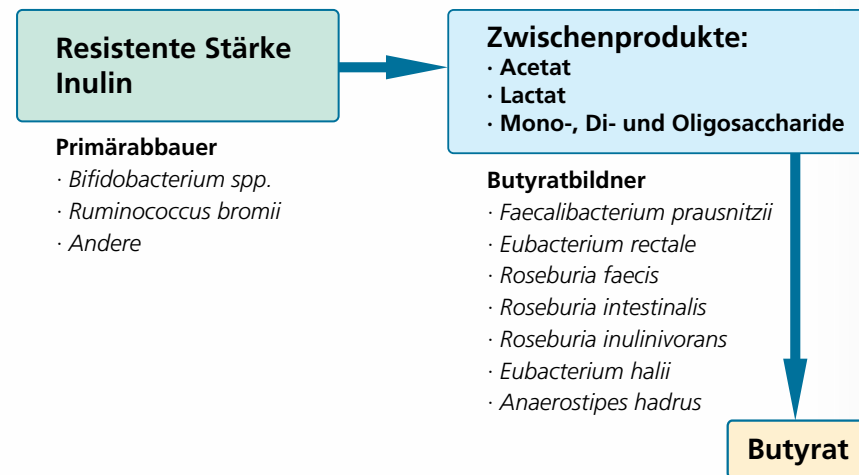 Resistente Stärke
Inulin
Zwischenprodukte:
· Acetat
· Lactat
· Mono-, Di- und Oligosaccharide
Primärabbauer
· Bifidobacterium spp.
· Ruminococcus bromii
· Andere
Butyratbildner
· Faecalibacterium prausnitzii
· Eubacterium rectale
· Roseburia faecis
· Roseburia intestinalis
· Roseburia inulinivorans
· Eubacterium halii
· Anaerostipes hadrus
Butyrat